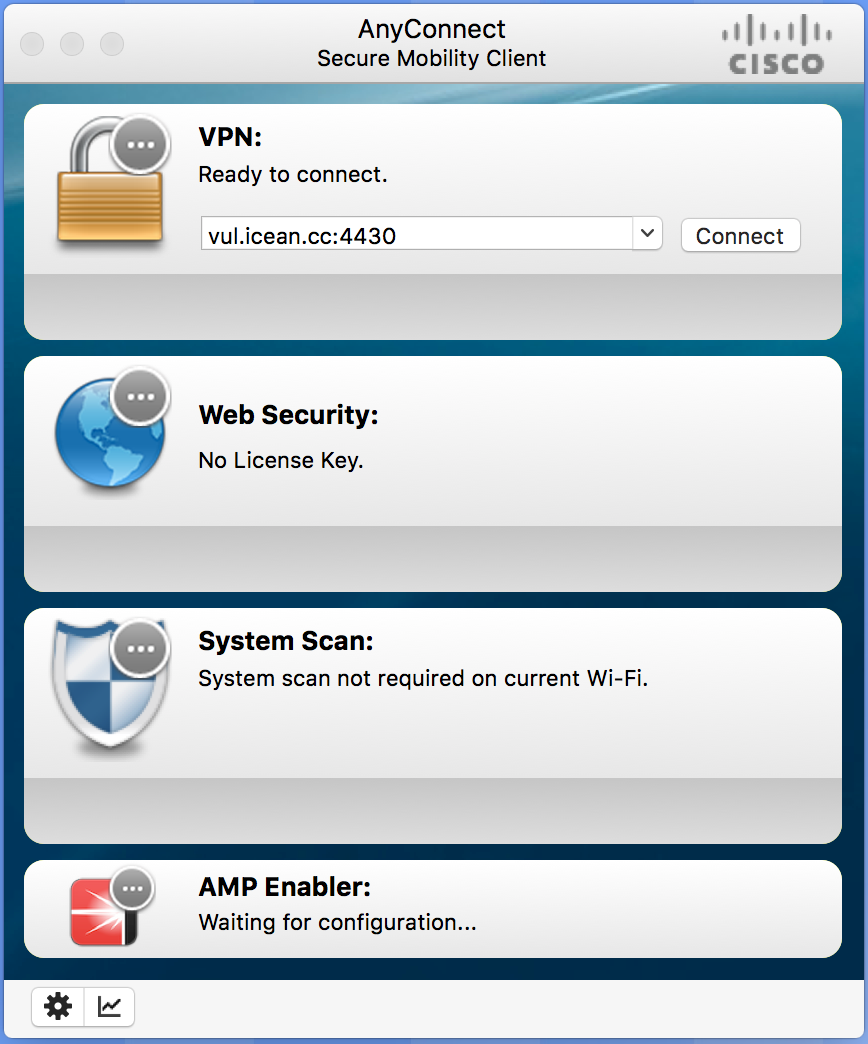 AnyConnect
Secure Mobility Client
CISCO
VPN:
Ready to connect.
vul.icean.cc:4430
Connect
Web Security:
No License Key.
System Scan:
System scan not required on current Wi-Fi.
AMP Enabler:
Waiting for configuration...